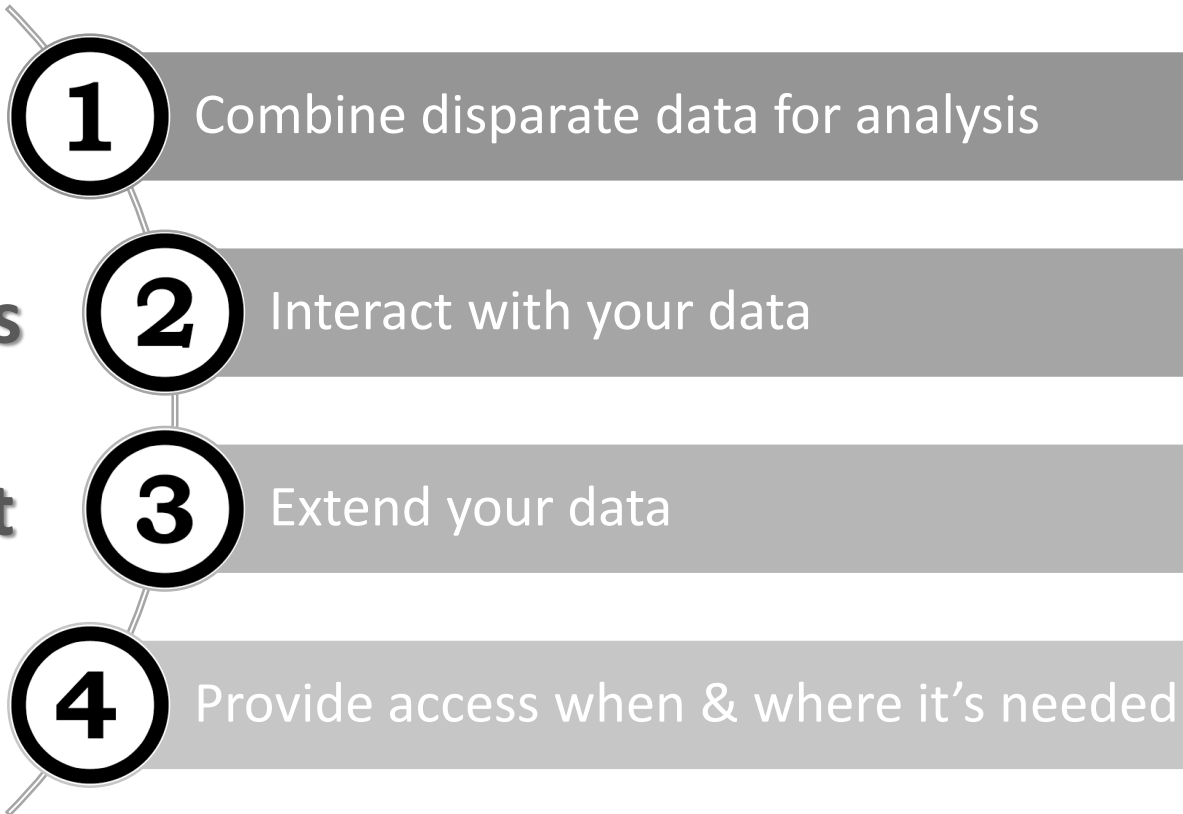 1 Combine disparate data for analysis
s
2 Interact with your data
3 Extend your data
t
4 Provide access when & where it’s needed